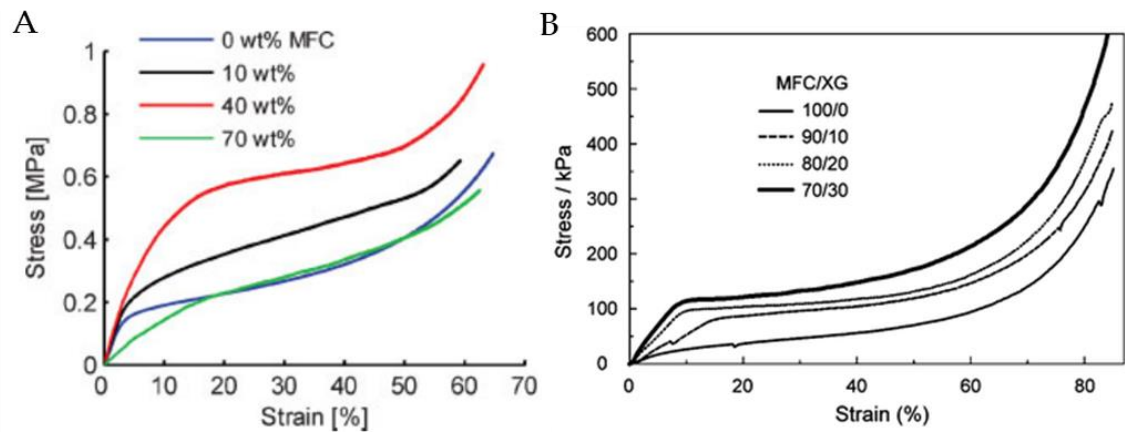 A
0 wt% MFC
10 wt%
40 wt%
70 wt%
Stress [MPa]
1
0.8
0.6
0.4
0.2
0
0 10 20 30 40 50 60 70
Strain [%]
B
MFC/XG
100/0
90/10
80/20
70/30
Stress / kPa
600
500
400
300
200
100
0
0 20 40 60 80
Strain (%)